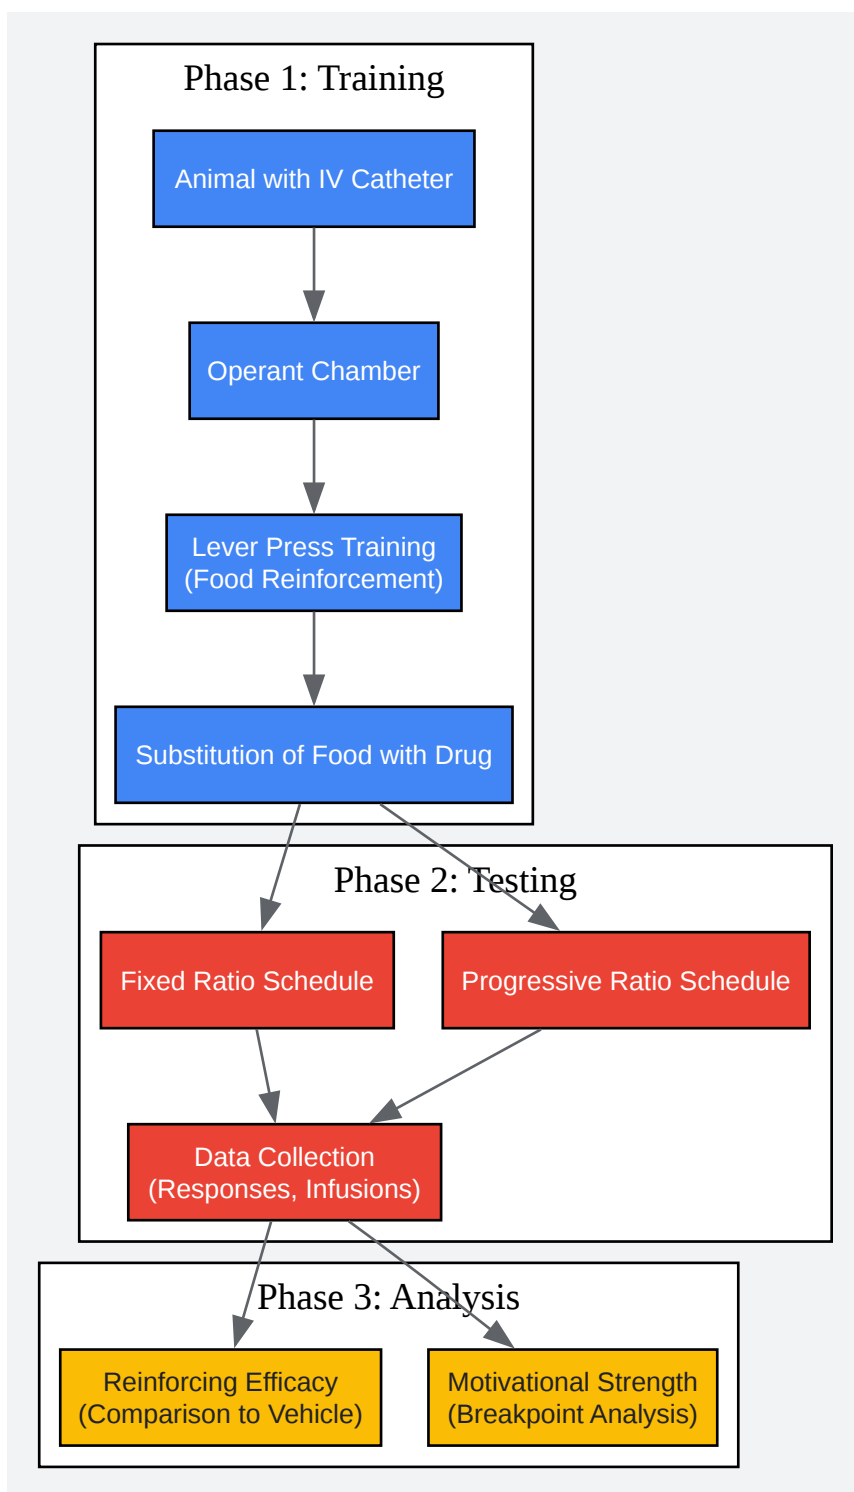 Phase 1: Training
Animal with IV Catheter
Operant Chamber
Lever Press Training
(Food Reinforcement)
Substitution of Food with Drug
Phase 2: Testing
Fixed Ratio Schedule
Progressive Ratio Schedule
Data Collection
(Responses, Infusions)
Phase 3: Analysis
Reinforcing Efficacy
(Comparison to Vehicle)
Motivational Strength
(Breakpoint Analysis)